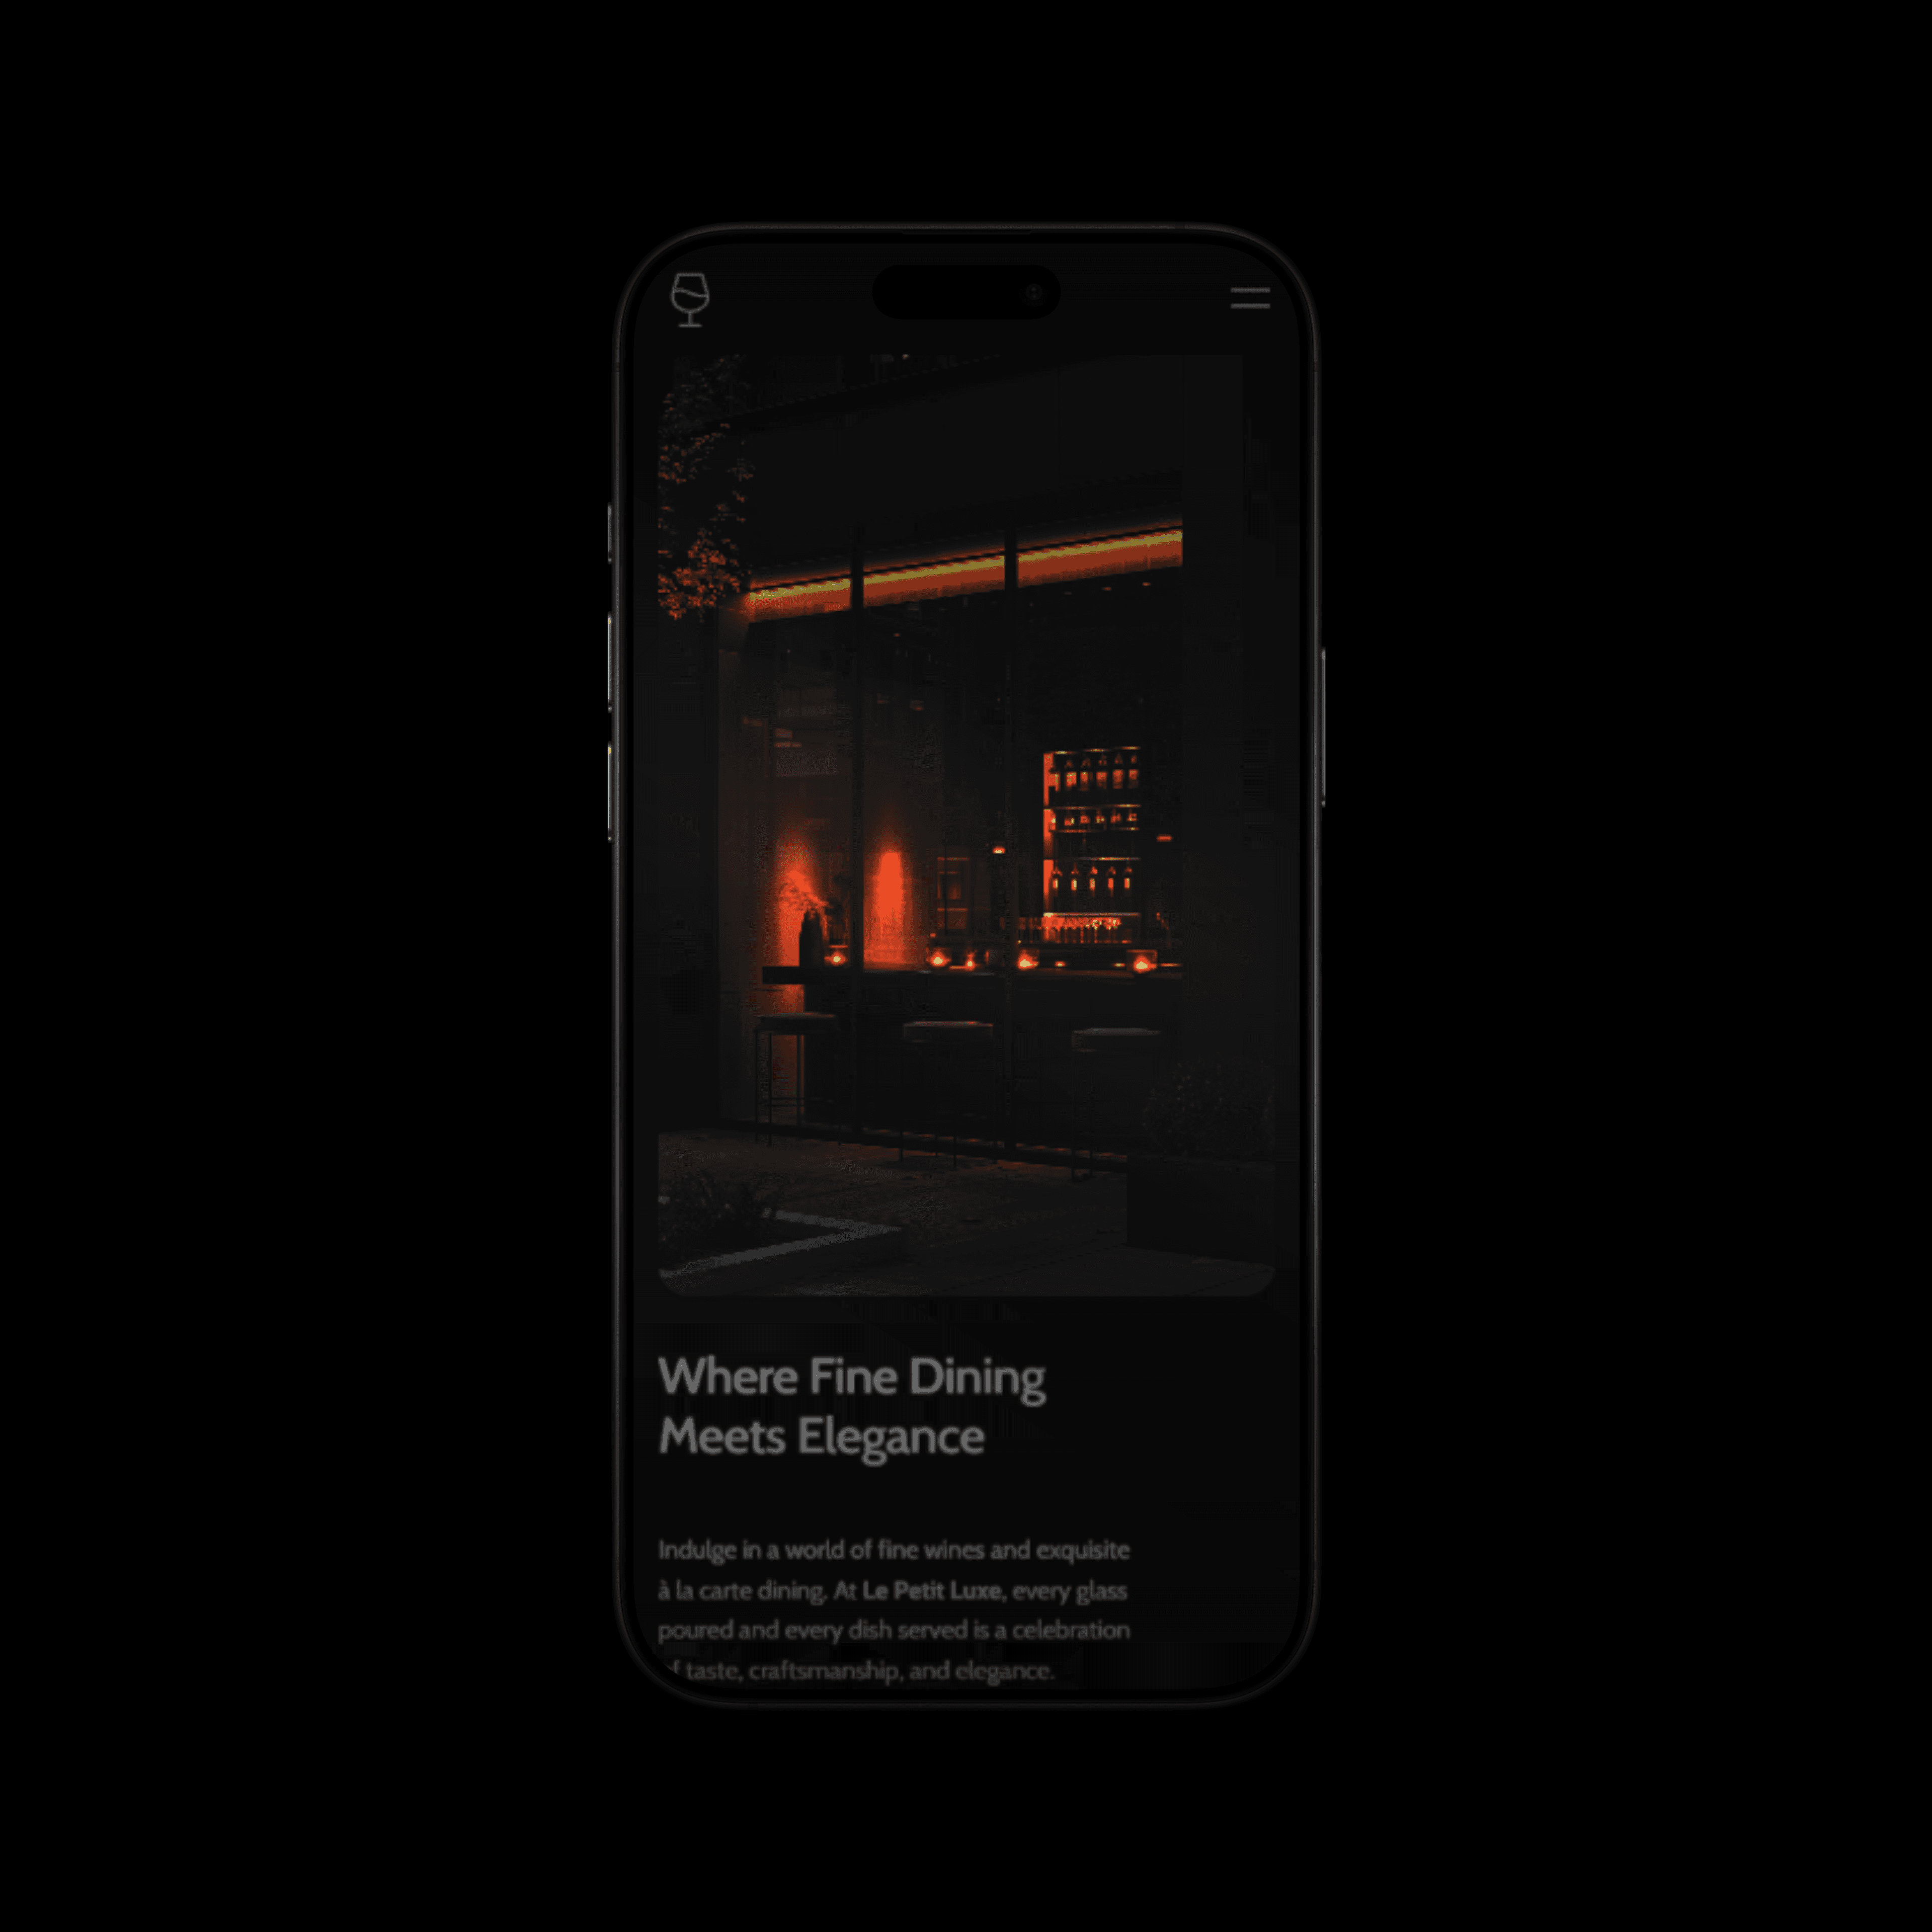 Where Fine Dining
Meets Elegance
Indulge in a world of fine wines and exquisite
à la carte dining. At Le Petit Luxe, every glass
poured and every dish served is a celebration
of taste, craftsmanship, and elegance.